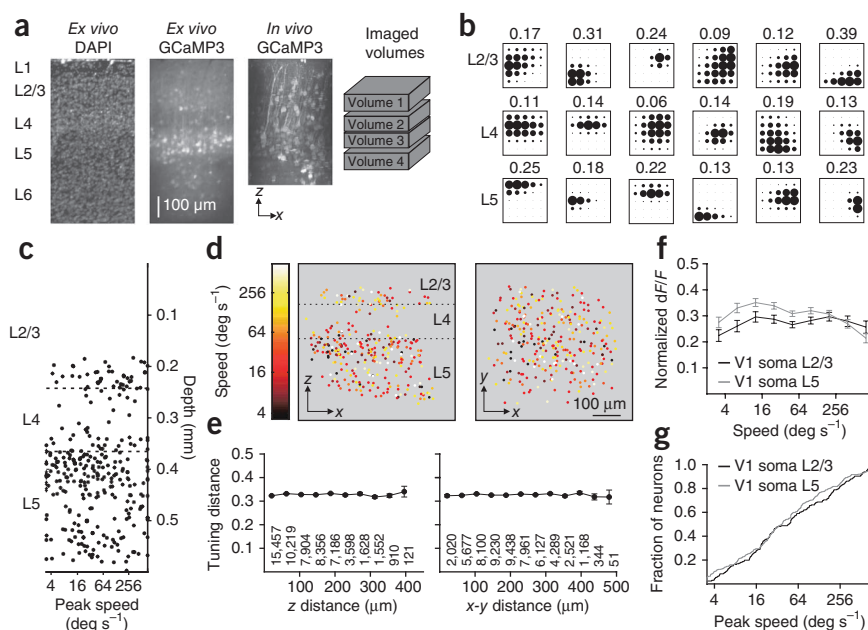 a
Ex vivo
DAPI
Ex vivo
GCaMP3
In vivo
GCaMP3
Imaged
volumes
L1
L2/3
L4
L5
L6
100 µm
z
x
Volume 1
Volume 2
Volume 3
Volume 4
b
0.17 0.31 0.24 0.09 0.12 0.39
L2/3
0.11 0.14 0.06 0.14 0.19 0.13
L4
0.25 0.18 0.22 0.13 0.13 0.23
L5
c
L2/3
L4
L5
0.1
0.2
0.3
0.4
0.5
Depth (mm)
4 16 64 256
Peak speed
(deg s⁻¹)
d
Speed (deg s⁻¹)
256
64
16
4
L2/3
L4
L5
z
x
y
x
100 µm
e
Tuning distance
0.5
0.4
0.3
0.2
0.1
15,457
10,219
7,904
8,356
7,186
3,598
1,628
1,552
910
121
0 100 200 300 400
z distance (µm)
2,020
5,677
8,100
9,230
9,438
7,961
6,127
4,289
2,521
1,168
344
51
0 100 200 300 400 500
x-y distance (µm)
f
Normalized dF/F
0.5
0.4
0.3
0.2
0.1
V1 soma L2/3
V1 soma L5
4 16 64 256
Speed (deg s⁻¹)
g
Fraction of neurons
1.0
0.8
0.6
0.4
0.2
V1 soma L2/3
V1 soma L5
4 16 64 256
Peak speed (deg s⁻¹)